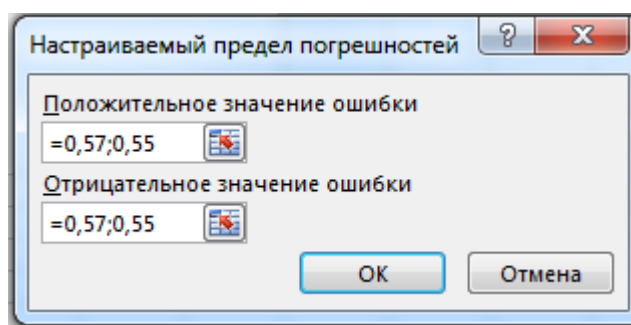 Настраиваемый предел погрешностей
Положительное значение ошибки
=0,57;0,55
Отрицательное значение ошибки
=0,57;0,55
ОК Отмена